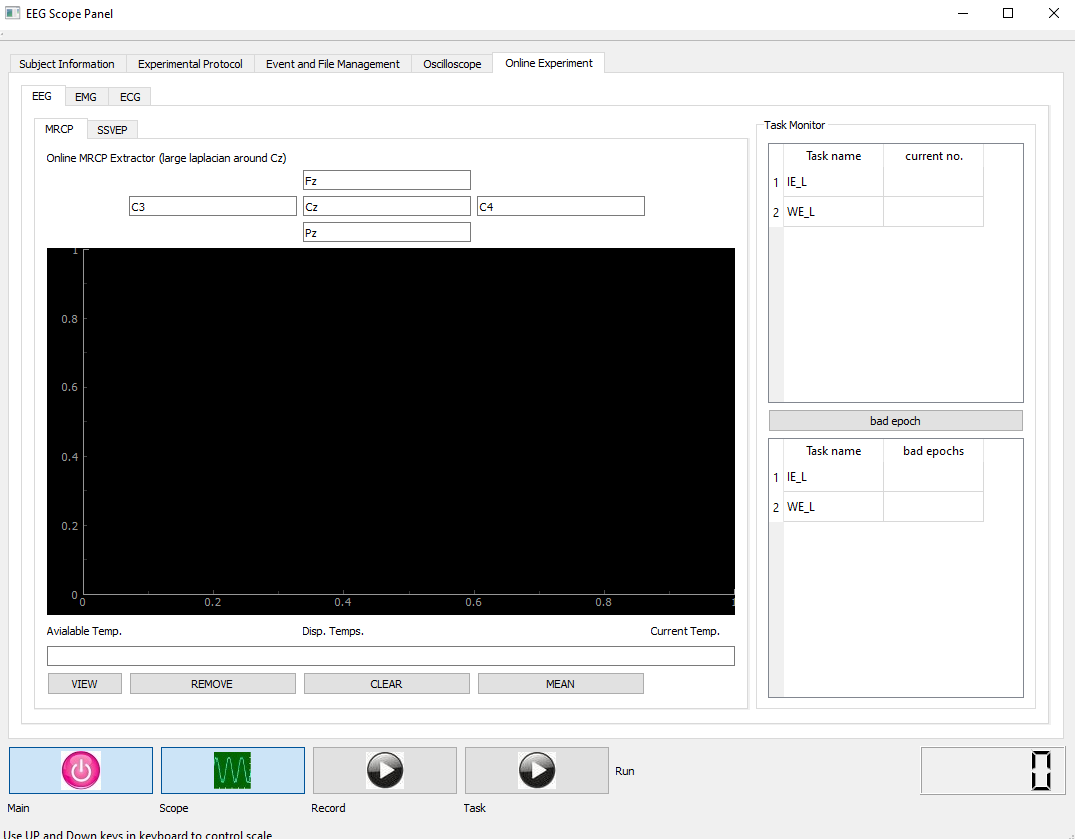 EEG Scope Panel
Subject Information Experimental Protocol Event and File Management Oscilloscope Online Experiment
EEG EMG ECG
MRCP SSVEP
Online MRCP Extractor (large laplacian around Cz)
Fz
C3 Cz C4
Pz
1
0.8
0.6
0.4
0.2
0
0 0.2 0.4 0.6 0.8 1
Avialable Temp. Disp. Temps. Current Temp.
VIEW REMOVE CLEAR MEAN
Task Monitor
Task name current no.
1 IE_L
2 WE_L
bad epoch
Task name bad epochs
1 IE_L
2 WE_L
Run
0
Main Scope Record Task
Use UP and Down keys in keyboard to control scale